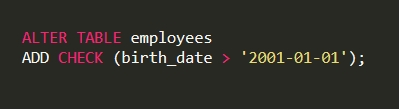 ALTER TABLE employees
ADD CHECK (birth_date > '2001-01-01');